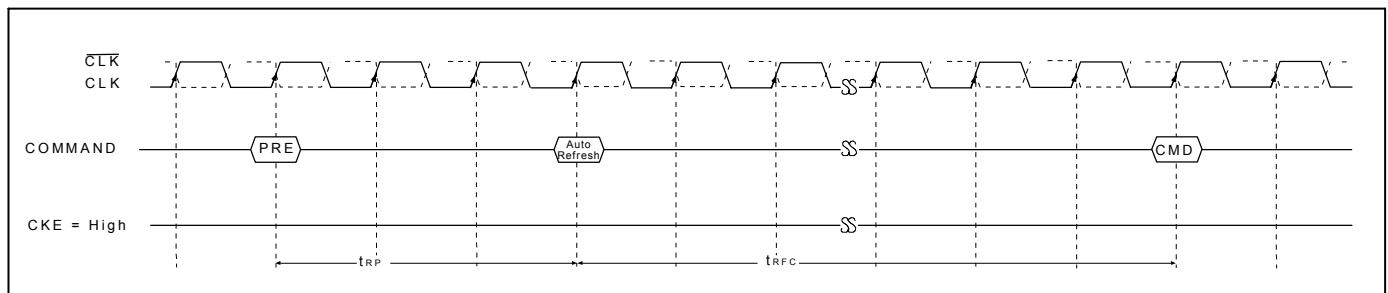 CLK
CLK
COMMAND
PRE
Auto
Refresh
CMD
CKE = High
tRP
tRFC